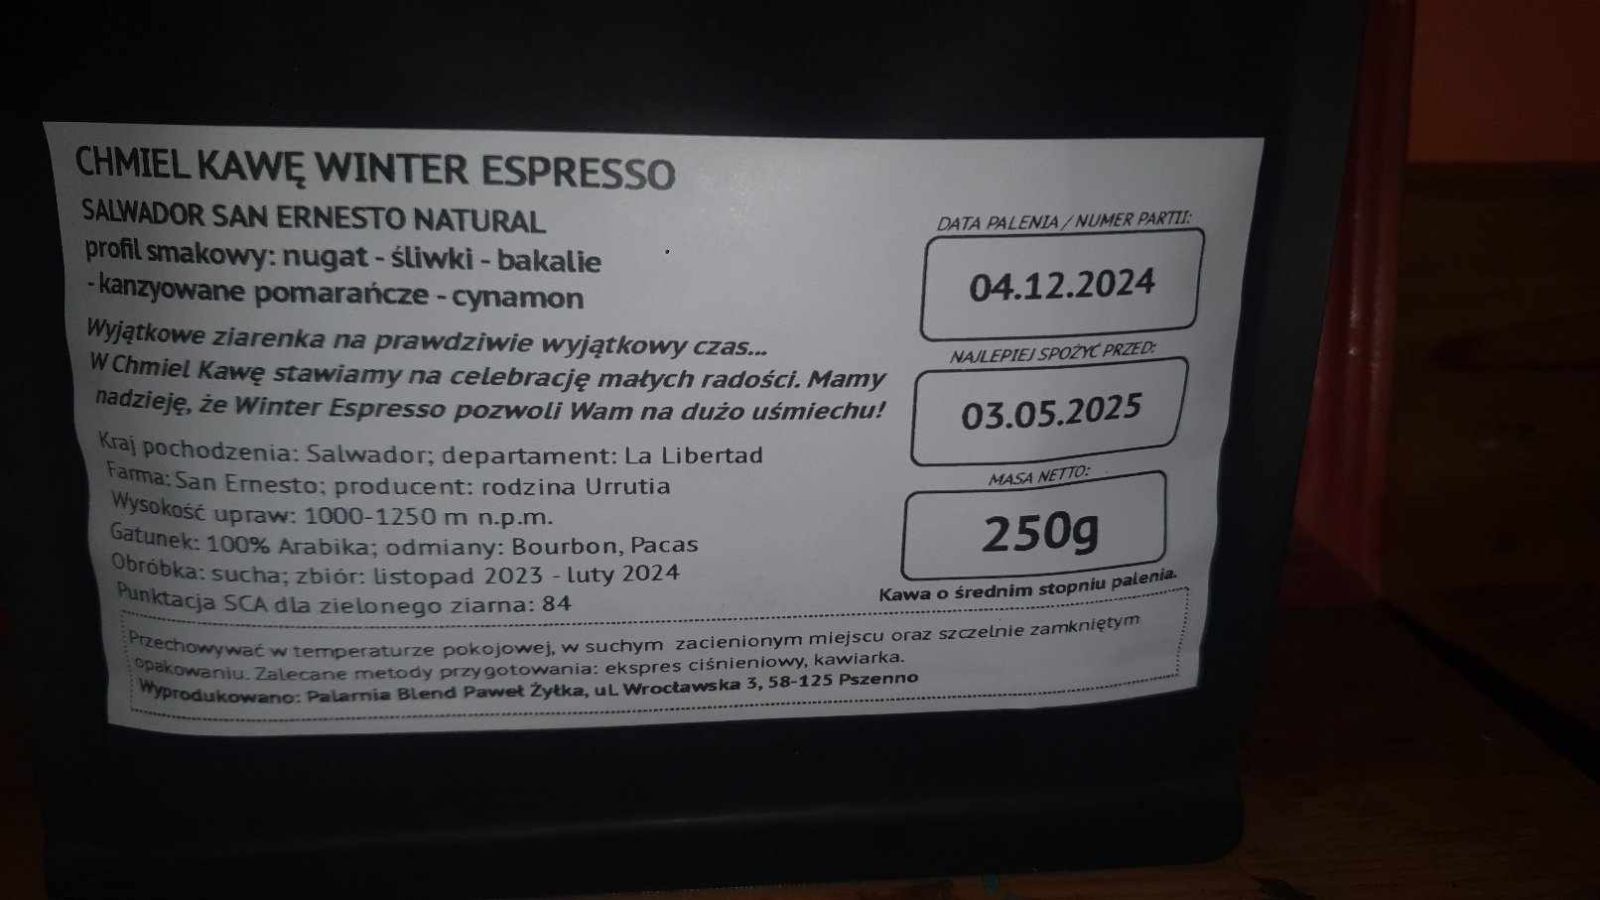 CHMIEL KAWĘ WINTER ESPRESSO
SALWADOR SAN ERNESTO NATURAL
profil smakowy: nugat - śliwki - bakalie
- kanzyowane pomarańcze - cynamon
Wyjątkowe ziarenka na prawdziwie wyjątkowy czas...
W Chmiel Kawę stawiamy na celebrację małych radości. Mamy
nadzieję, że Winter Espresso pozwoli Wam na dużo uśmiechu!
Kraj pochodzenia: Salwador; departament: La Libertad
Farma: San Ernesto; producent: rodzina Urrutia
Wysokość upraw: 1000-1250 m n.p.m.
Gatunek: 100% Arabika; odmiany: Bourbon, Pacas
Obróbka: sucha; zbiór: listopad 2023 - luty 2024
Punktacja SCA dla zielonego ziarna: 84
DATA PALENIA / NUMER PARTII:
04.12.2024
NAJLEPIEJ SPOŻYĆ PRZED:
03.05.2025
MASA NETTO:
250g
Kawa o średnim stopniu palenia.
Przechowywać w temperaturze pokojowej, w suchym zacienionym miejscu oraz szczelnie zamkniętym
opakowaniu. Zalecane metody przygotowania: ekspres ciśnieniowy, kawiarka.
Wyprodukowano: Palarnia Blend Paweł Żyłka, ul. Wrocławska 3, 58-125 Pszenno